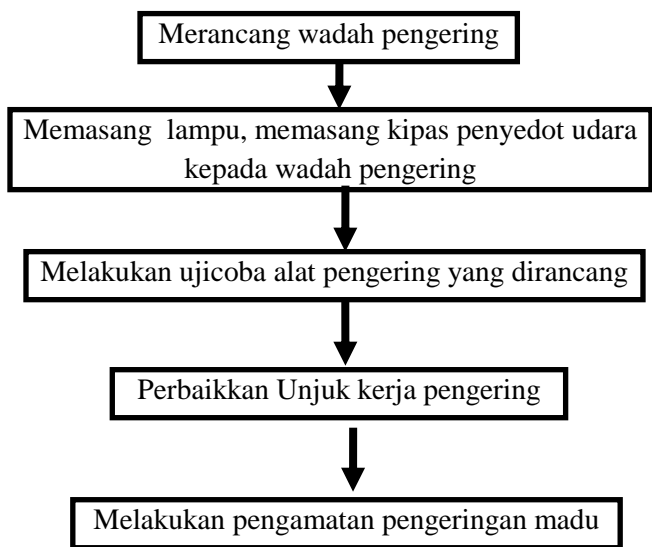 Merancang wadah pengering
Memasang  lampu, memasang kipas penyedot udara
kepada wadah pengering
Melakukan ujicoba alat pengering yang dirancang
Perbaikkan Unjuk kerja pengering
Melakukan pengamatan pengeringan madu